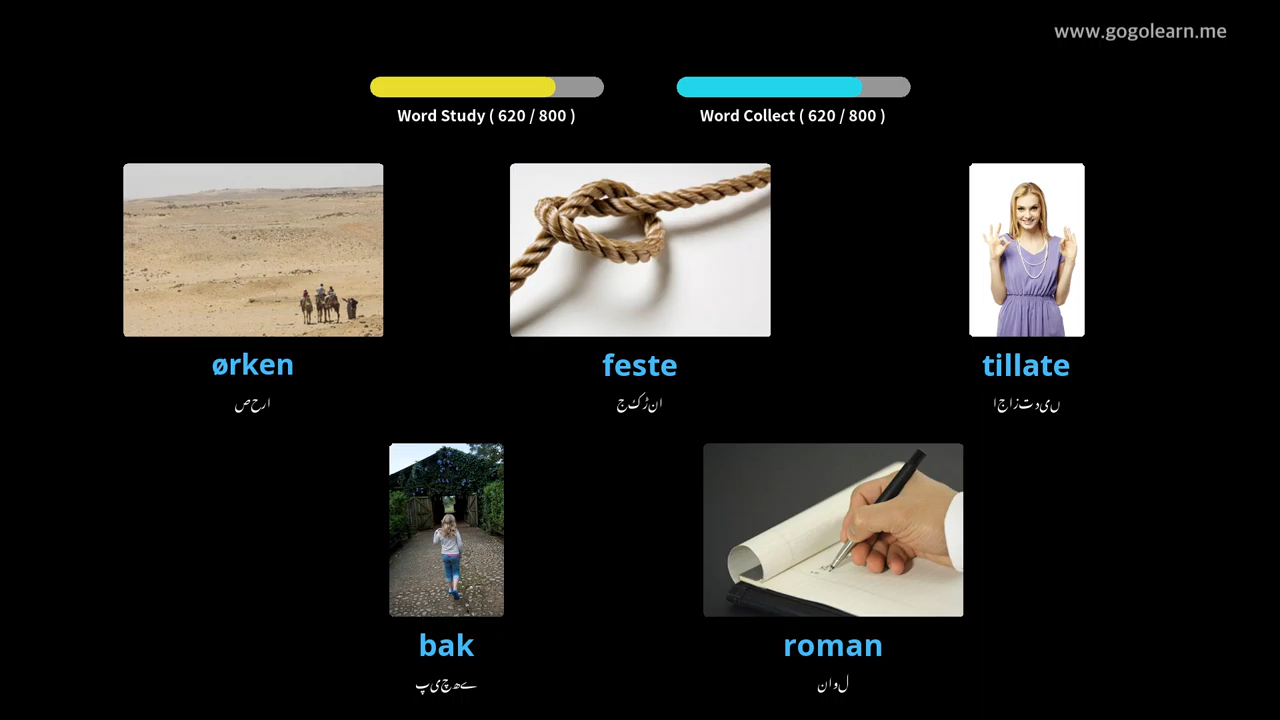 www.gogolearn.me
Word Study ( 620 / 800 )
Word Collect ( 620 / 800 )
ørken
feste
tillate
صحرا
جکڑنا
اجازت دیں
bak
roman
پیچھے
ناول